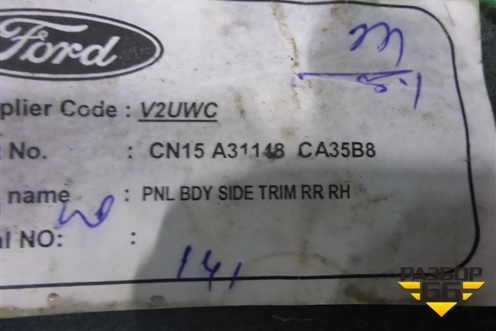 Ford
plier Code : V2UWC
No. : CN15 A31148 CA35B8
name : PNL BDY SIDE TRIM RR RH
al NO: :
141
РАЗБОР
66